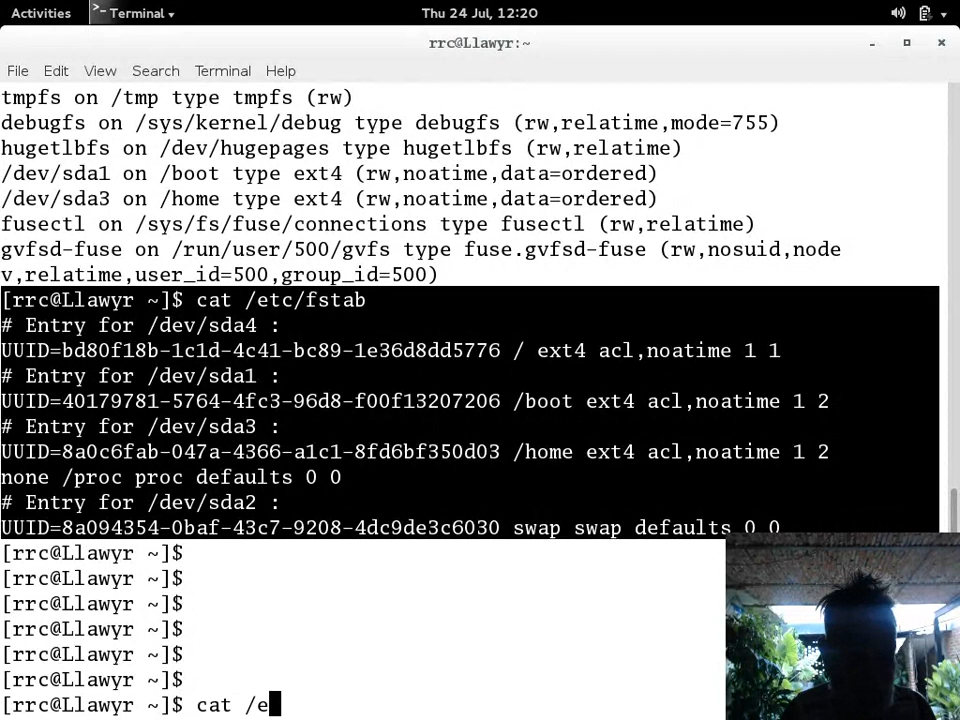 Activities
Terminal
Thu 24 Jul, 12:20
rrc@Llawyr:~
File Edit View Search Terminal Help
tmpfs on /tmp type tmpfs (rw)
debugfs on /sys/kernel/debug type debugfs (rw,relatime,mode=755)
hugetlbfs on /dev/hugepages type hugetlbfs (rw,relatime)
/dev/sda1 on /boot type ext4 (rw,noatime,data=ordered)
/dev/sda3 on /home type ext4 (rw,noatime,data=ordered)
fusectl on /sys/fs/fuse/connections type fusectl (rw,relatime)
gvfsd-fuse on /run/user/500/gvfs type fuse.gvfsd-fuse (rw,nosuid,node
v,relatime,user_id=500,group_id=500)
[rrc@Llawyr ~]$ cat /etc/fstab
# Entry for /dev/sda4 :
UUID=bd80f18b-1c1d-4c41-bc89-1e36d8dd5776 / ext4 acl,noatime 1 1
# Entry for /dev/sda1 :
UUID=40179781-5764-4fc3-96d8-f00f13207206 /boot ext4 acl,noatime 1 2
# Entry for /dev/sda3 :
UUID=8a0c6fab-047a-4366-a1c1-8fd6bf350d03 /home ext4 acl,noatime 1 2
none /proc proc defaults 0 0
# Entry for /dev/sda2 :
UUID=8a094354-0baf-43c7-9208-4dc9de3c6030 swap swap defaults 0 0
[rrc@Llawyr ~]$
[rrc@Llawyr ~]$
[rrc@Llawyr ~]$
[rrc@Llawyr ~]$
[rrc@Llawyr ~]$
[rrc@Llawyr ~]$
[rrc@Llawyr ~]$ cat /e